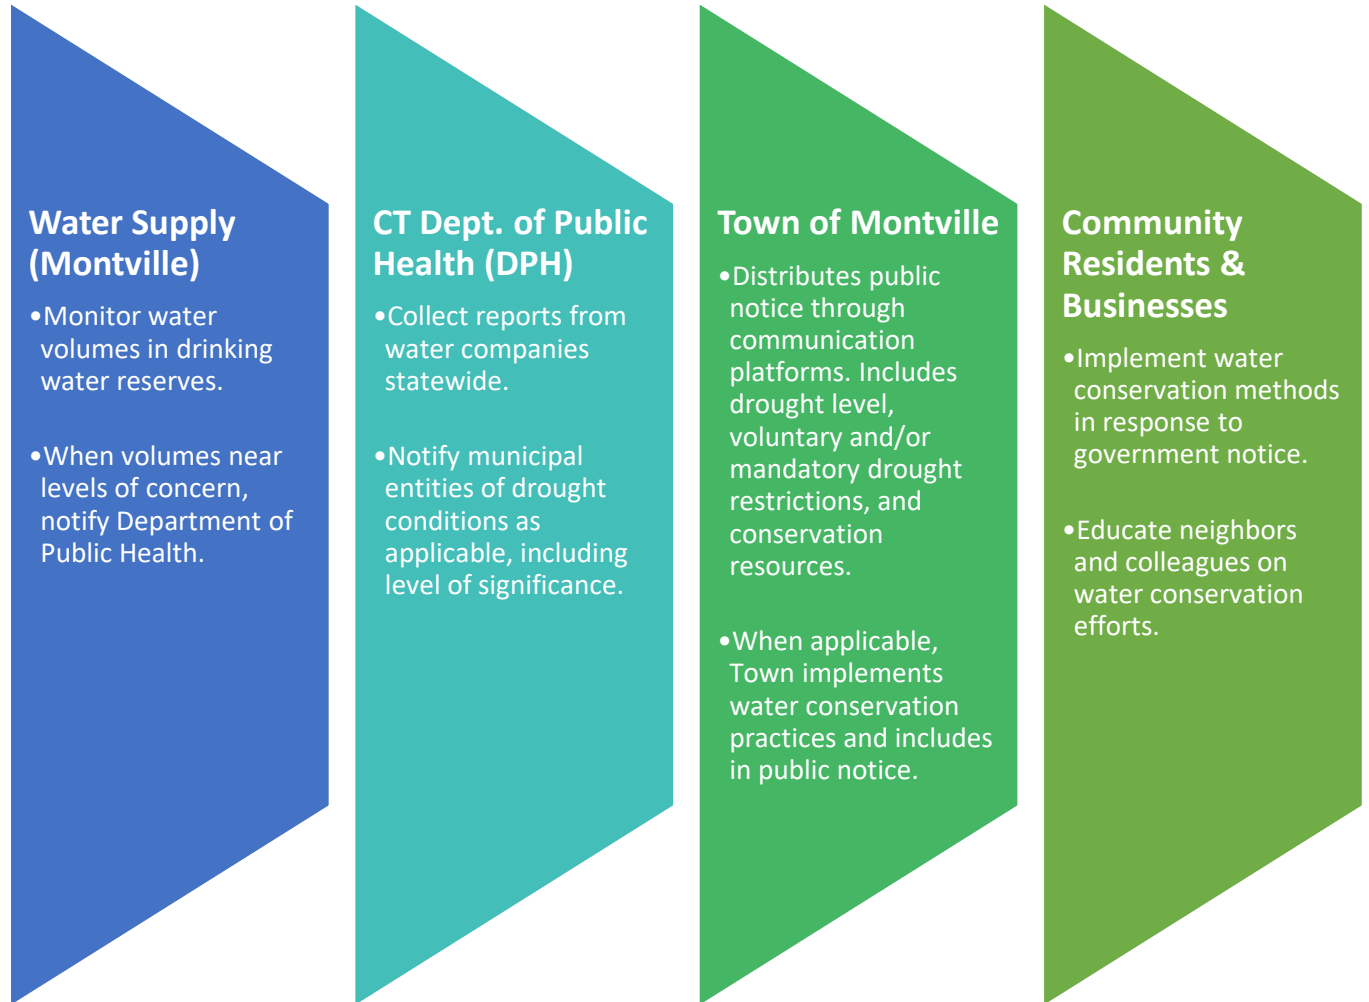 Water Supply
(Montville)
•Monitor water
volumes in drinking
water reserves.
•When volumes near
levels of concern,
notify Department of
Public Health.
CT Dept. of Public
Health (DPH)
•Collect reports from
water companies
statewide.
•Notify municipal
entities of drought
conditions as
applicable, including
level of significance.
Town of Montville
•Distributes public
notice through
communication
platforms. Includes
drought level,
voluntary and/or
mandatory drought
restrictions, and
conservation
resources.
•When applicable,
Town implements
water conservation
practices and includes
in public notice.
Community
Residents &
Businesses
•Implement water
conservation methods
in response to
government notice.
•Educate neighbors
and colleagues on
water conservation
efforts.